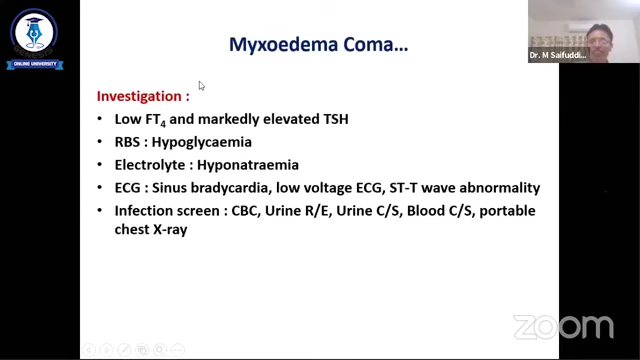 ONLINE UNIVERSITY
Myxoedema Coma...
Dr. M Saifuddi...
Investigation :
• Low FT4 and markedly elevated TSH
• RBS : Hypoglycaemia
• Electrolyte : Hyponatraemia
• ECG : Sinus bradycardia, low voltage ECG, ST-T wave abnormality
• Infection screen : CBC, Urine R/E, Urine C/S, Blood C/S, portable
chest X-ray
zoom